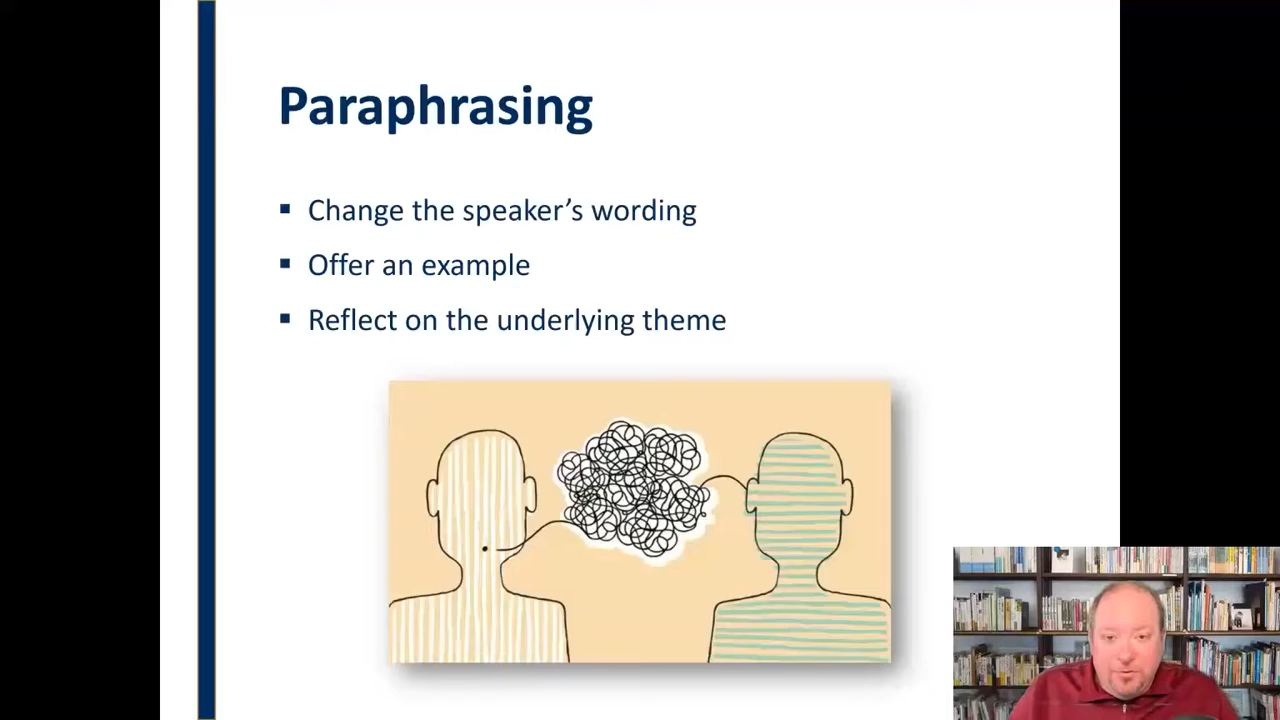 Paraphrasing
▪ Change the speaker’s wording
▪ Offer an example
▪ Reflect on the underlying theme